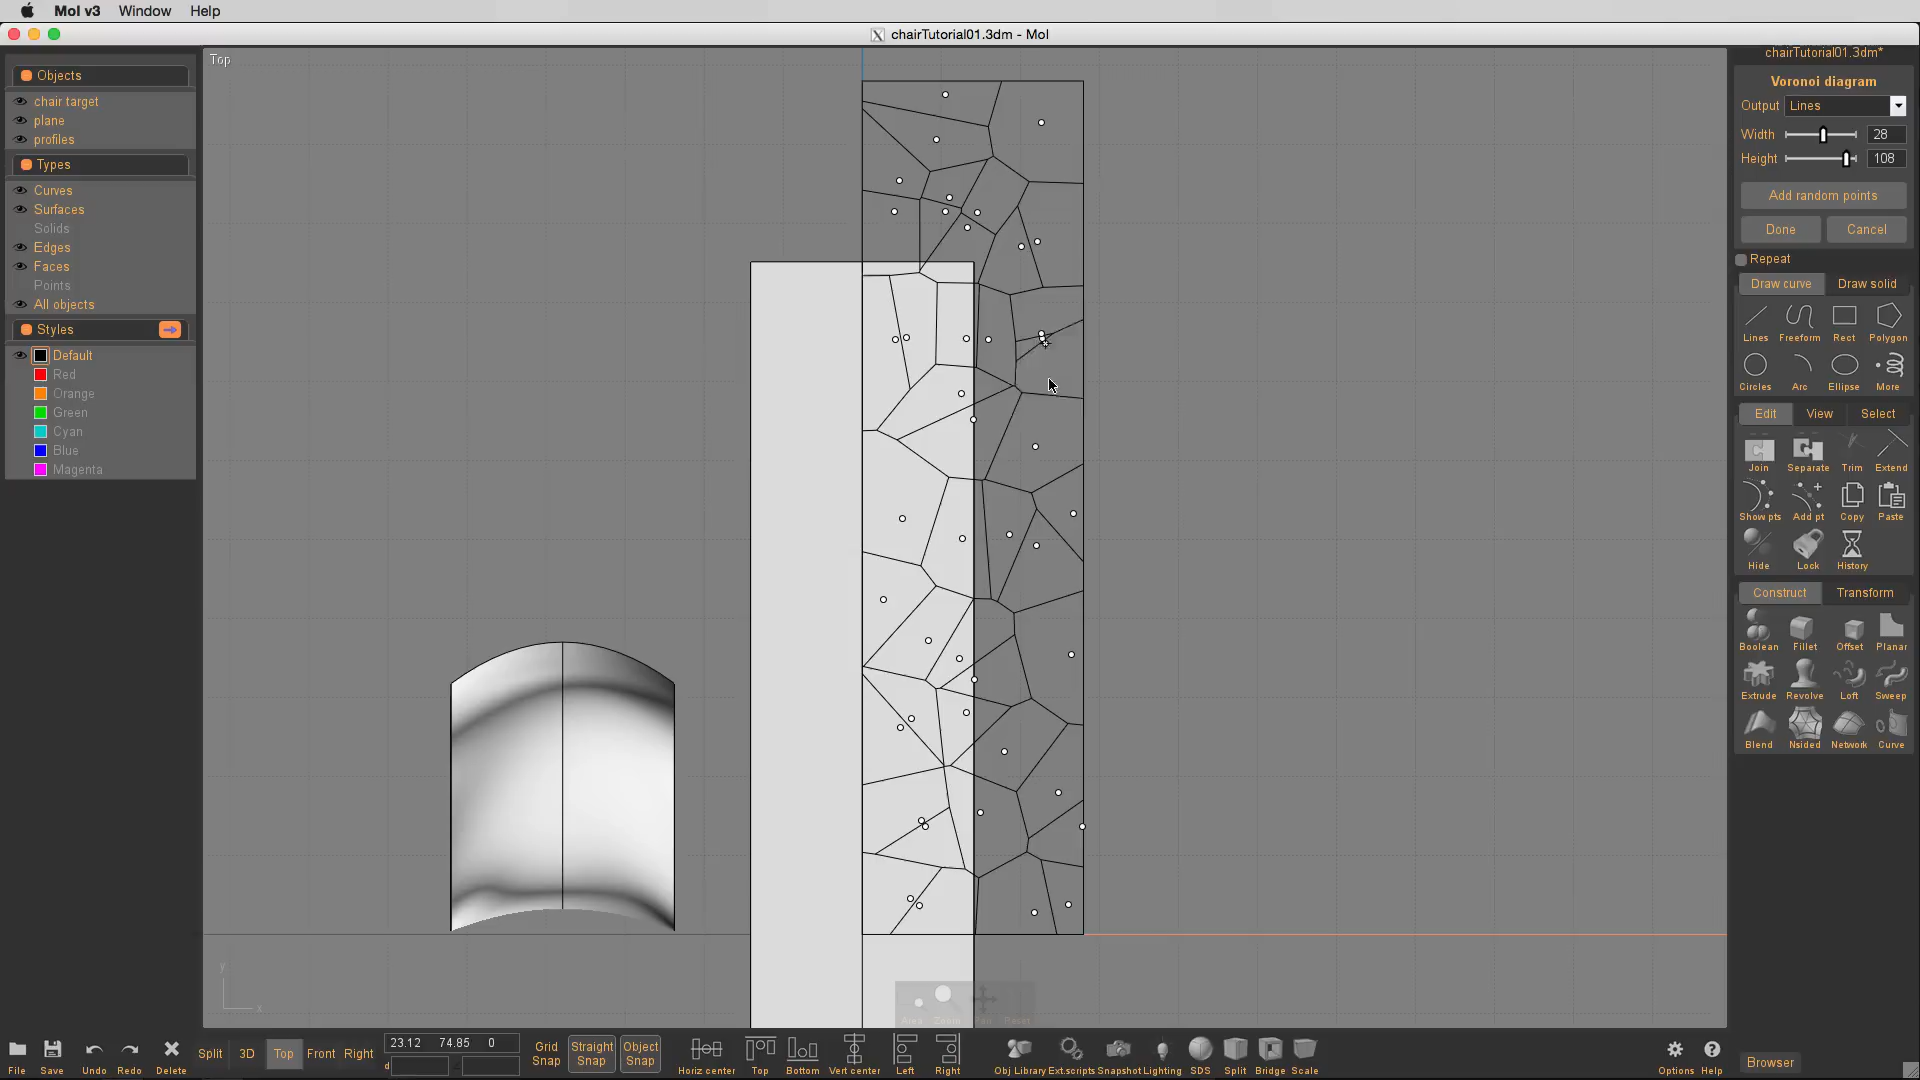 MoI v3 Window Help
chairTutorial01.3dm - MoI
Top
Objects
chair target
plane
profiles
Types
Curves
Surfaces
Solids
Edges
Faces
Points
All objects
Styles
Default
Red
Orange
Green
Cyan
Blue
Magenta
y
x
chairTutorial01.3dm*
Voronoi diagram
Output Lines
Width 28
Height 108
Add random points
Done Cancel
Repeat
Draw curve Draw solid
Lines Freeform Rect Polygon
Circles Arc Ellipse More
Edit View Select
Join Separate Trim Extend
Show pts Add pt Copy Paste
Hide Lock History
Construct Transform
Boolean Fillet Offset Planar
Extrude Revolve Loft Sweep
Blend Nsided Network Curve
Area Zoom Pan Reset
File Save Undo Redo Delete
Split 3D Top Front Right
23.12 74.85 0
d
Grid Snap
Straight Snap
Object Snap
Horiz center Top Bottom Vert center Left Right
Obj Library Ext.scripts Snapshot Lighting SDS Split Bridge Scale
Options Help
Browser